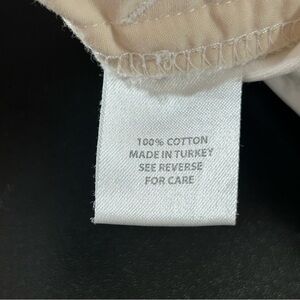 100% COTTON
MADE IN TURKEY
SEE REVERSE
FOR CARE